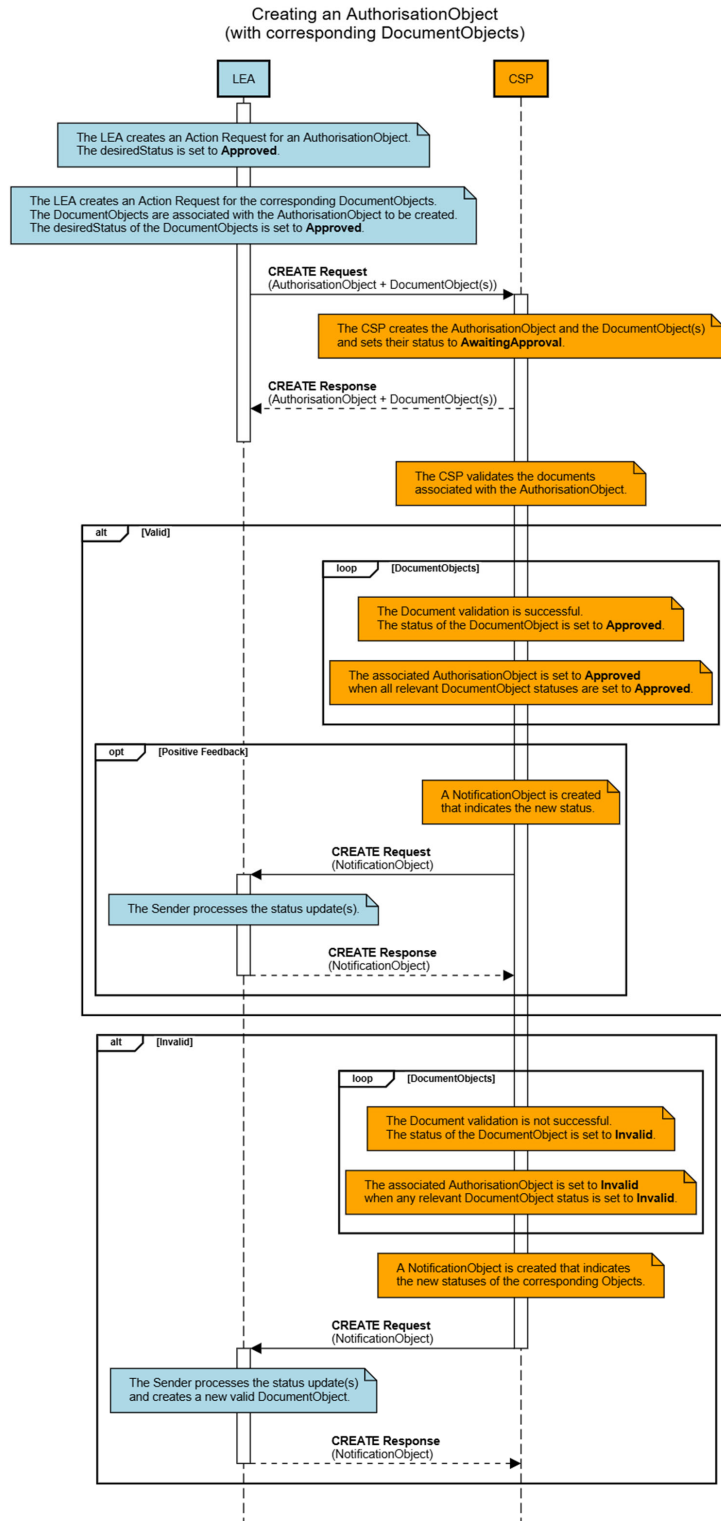 Creating an AuthorisationObject
(with corresponding DocumentObjects)
LEA
CSP
The LEA creates an Action Request for an AuthorisationObject.
The desiredStatus is set to Approved.
The LEA creates an Action Request for the corresponding DocumentObjects.
The DocumentObjects are associated with the AuthorisationObject to be created.
The desiredStatus of the DocumentObjects is set to Approved.
CREATE Request
(AuthorisationObject + DocumentObject(s))
The CSP creates the AuthorisationObject and the DocumentObject(s)
and sets their status to AwaitingApproval.
CREATE Response
(AuthorisationObject + DocumentObject(s))
The CSP validates the documents
associated with the AuthorisationObject.
alt [Valid]
loop [DocumentObjects]
The Document validation is successful.
The status of the DocumentObject is set to Approved.
The associated AuthorisationObject is set to Approved
when all relevant DocumentObject statuses are set to Approved.
opt [Positive Feedback]
A NotificationObject is created
that indicates the new status.
CREATE Request
(NotificationObject)
The Sender processes the status update(s).
CREATE Response
(NotificationObject)
alt [Invalid]
loop [DocumentObjects]
The Document validation is not successful.
The status of the DocumentObject is set to Invalid.
The associated AuthorisationObject is set to Invalid
when any relevant DocumentObject status is set to Invalid.
A NotificationObject is created that indicates
the new statuses of the corresponding Objects.
CREATE Request
(NotificationObject)
The Sender processes the status update(s)
and creates a new valid DocumentObject.
CREATE Response
(NotificationObject)